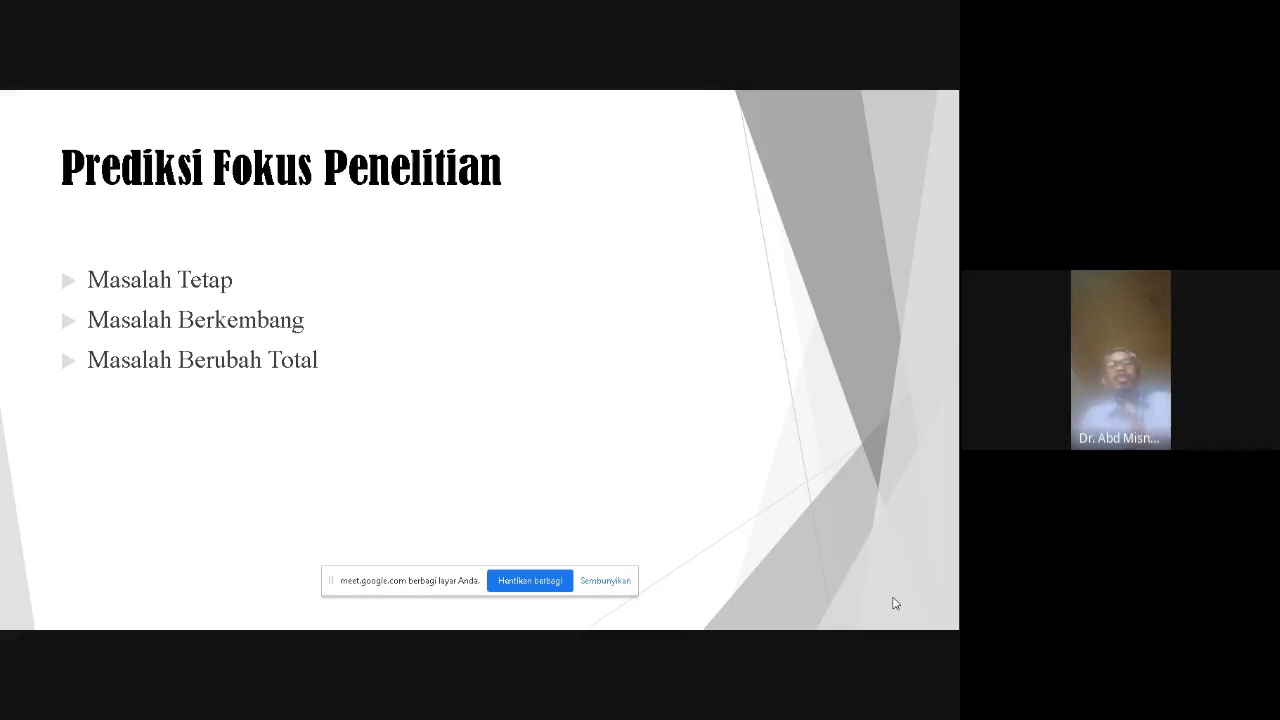 Prediksi Fokus Penelitian
Masalah Tetap
Masalah Berkembang
Masalah Berubah Total
meet.google.com berbagi layar Anda.
Hentikan berbagi
Sembunyikan
Dr. Abd Misn...